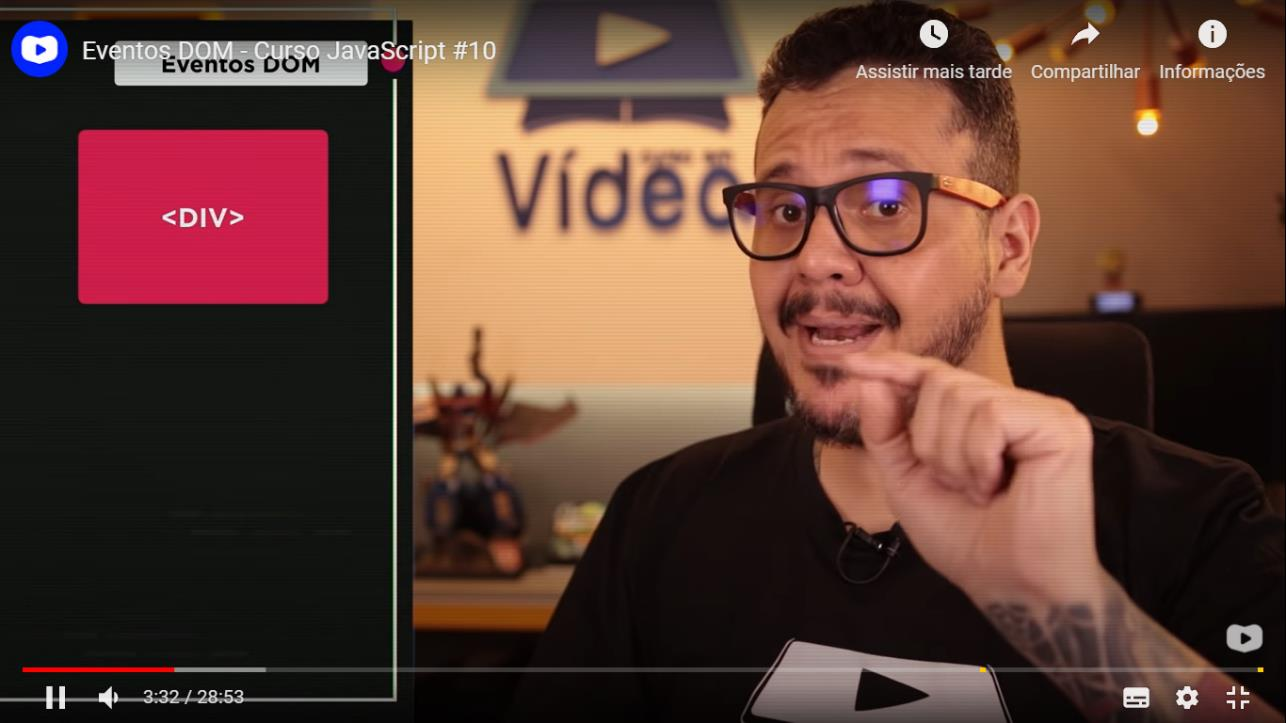 Eventos DOM - Curso JavaScript #10
Assistir mais tarde
Compartilhar
Informações
Eventos DOM
<DIV>
Vídeo
3:32 / 28:53